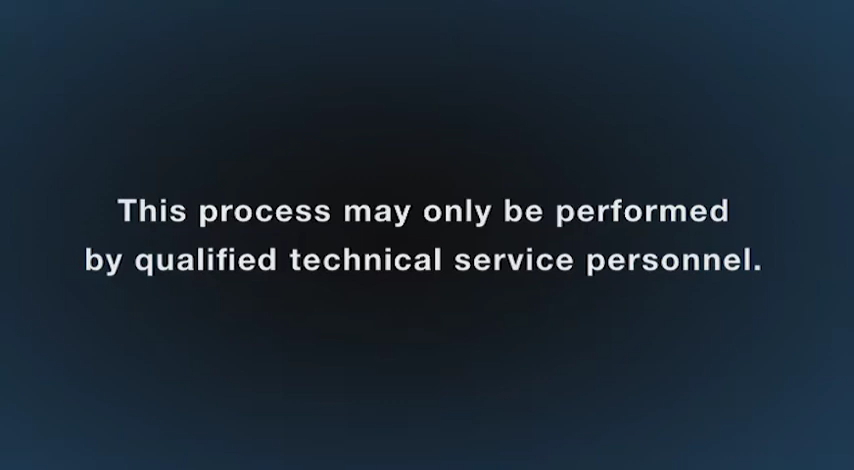 This process may only be performed
by qualified technical service personnel.